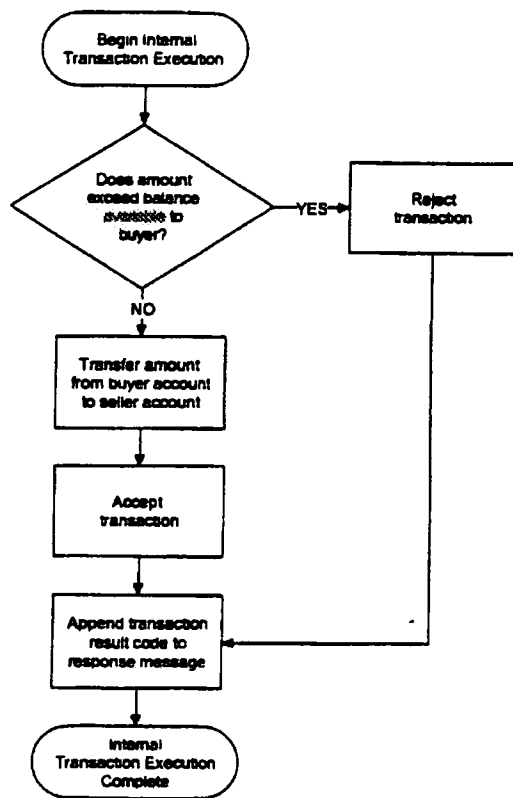 Begin Internal
Transaction Execution
Does amount
exceed balance
available to
buyer?
YES
Reject
transaction
NO
Transfer amount
from buyer account
to seller account
Accept
transaction
Append transaction
result code to
response message
Internal
Transaction Execution
Complete